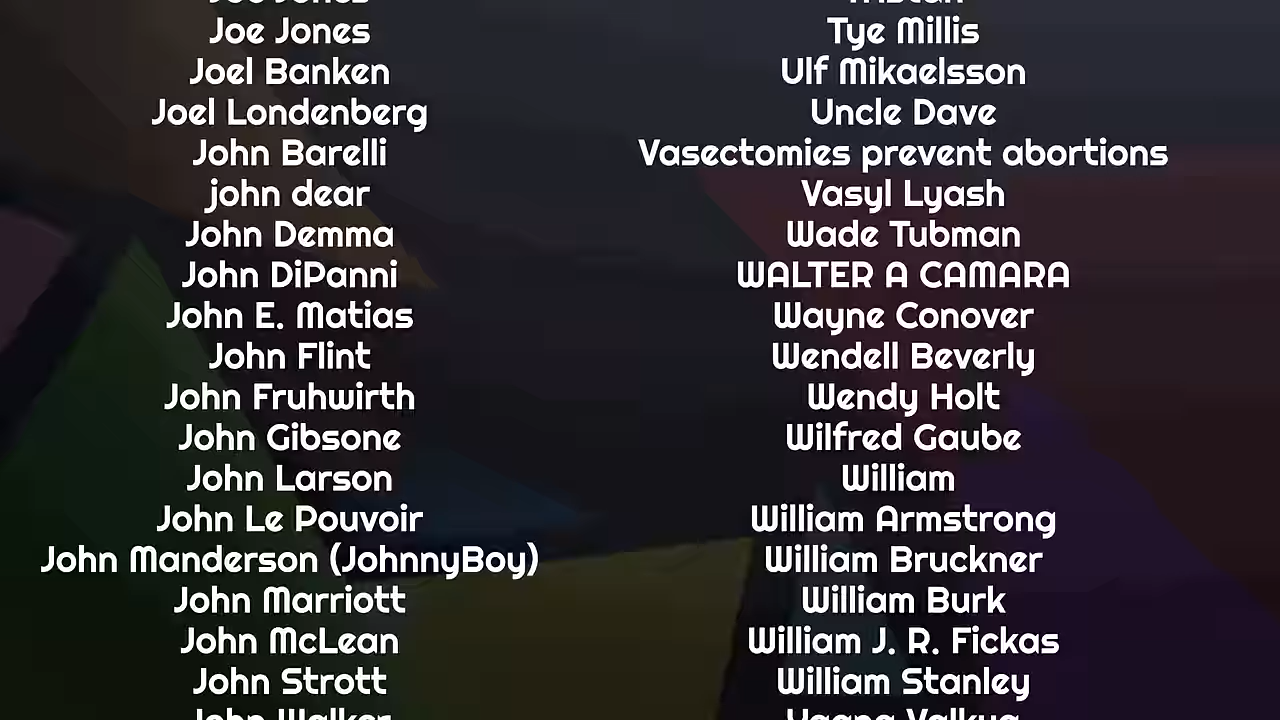 Joe Jones
Joel Banken
Joel Londenberg
John Barelli
john dear
John Demma
John DiPanni
John E. Matias
John Flint
John Fruhwirth
John Gibsone
John Larson
John Le Pouvoir
John Manderson (JohnnyBoy)
John Marriott
John McLean
John Strott
John Walker
Tye Millis
Ulf Mikaelsson
Uncle Dave
Vasectomies prevent abortions
Vasyl Lyash
Wade Tubman
WALTER A CAMARA
Wayne Conover
Wendell Beverly
Wendy Holt
Wilfred Gaube
William
William Armstrong
William Bruckner
William Burk
William J. R. Fickas
William Stanley